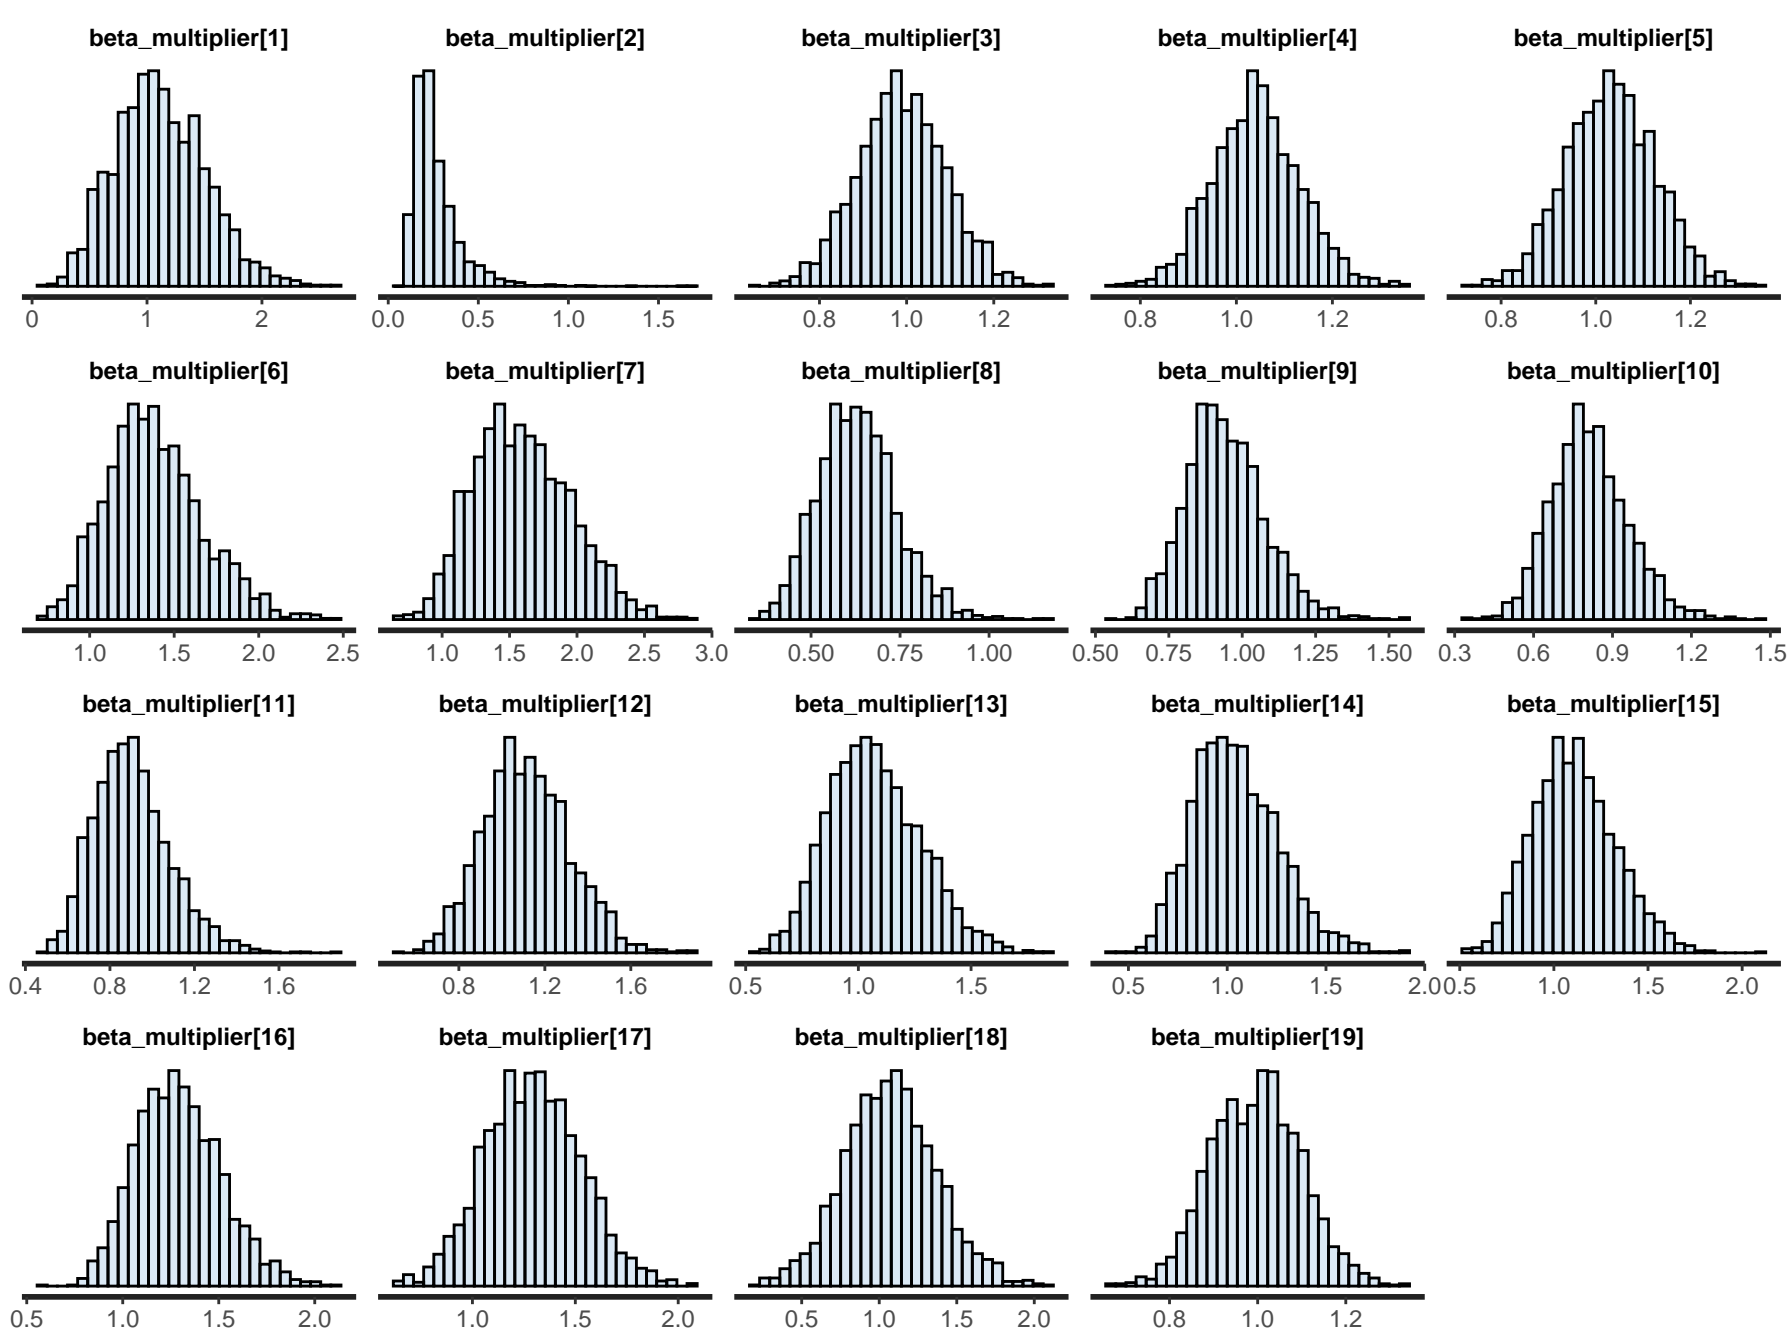 beta_multiplier[1] beta_multiplier[2] beta_multiplier[3] beta_multiplier[4] beta_multiplier[5]
0 1 2 0.0 0.5 1.0 1.5 0.8 1.0 1.2 0.8 1.0 1.2 0.8 1.0 1.2
beta_multiplier[6] beta_multiplier[7] beta_multiplier[8] beta_multiplier[9] beta_multiplier[10]
1.0 1.5 2.0 2.5 1.0 1.5 2.0 3.0 0.50 0.75 1.00 0.50 0.75 1.00 1.25 1.50 0.3 0.6 0.9 1.2 1.5
beta_multiplier[11] beta_multiplier[12] beta_multiplier[13] beta_multiplier[14] beta_multiplier[15]
0.4 0.8 1.2 1.6 0.8 1.2 1.6 0.5 1.0 1.5 0.5 1.0 1.5 2.0 0.5 1.0 1.5 2.0
beta_multiplier[16] beta_multiplier[17] beta_multiplier[18] beta_multiplier[19]
0.5 1.0 1.5 2.0 1.0 1.5 2.0 0.5 1.0 1.5 2.0 0.8 1.0 1.2